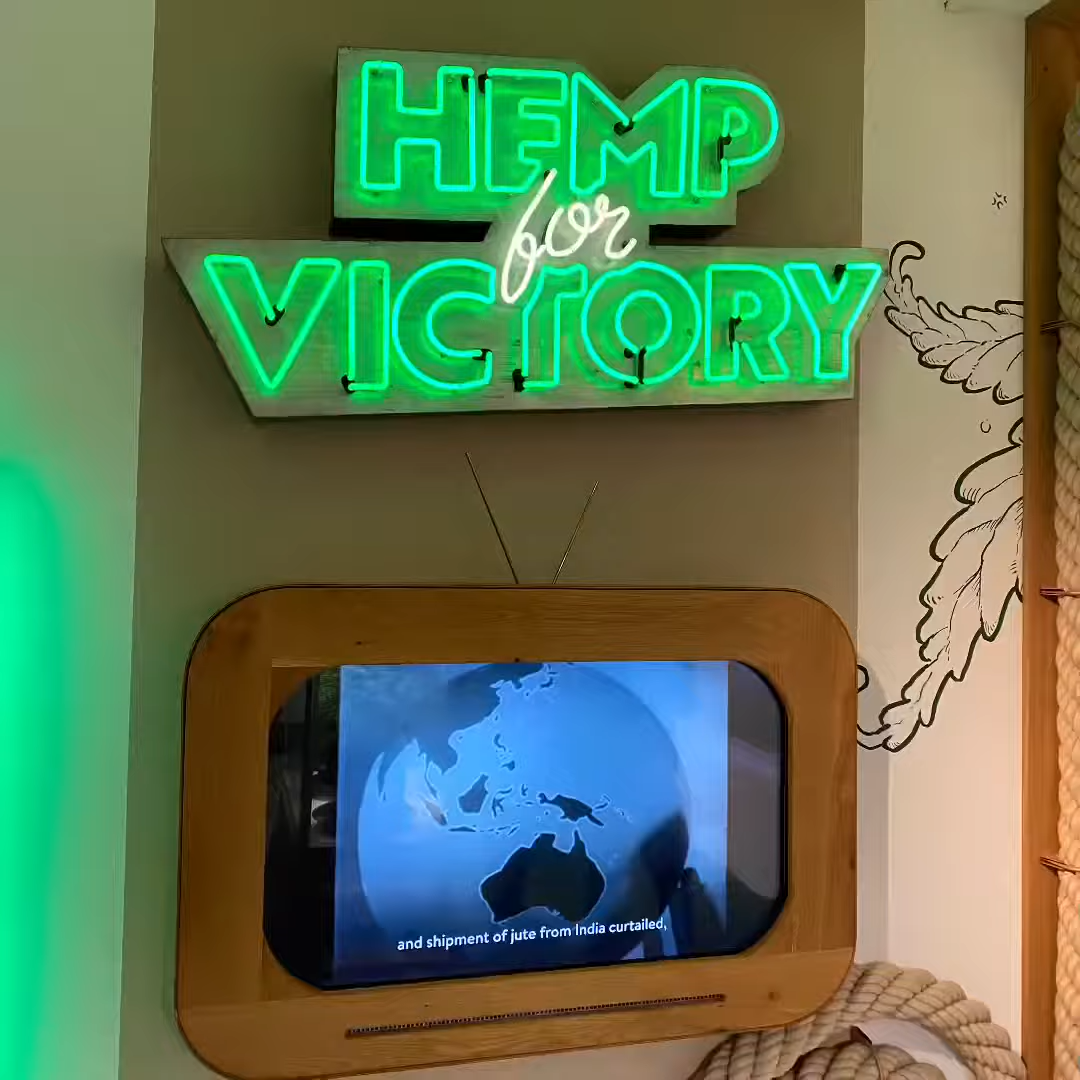 HEMP
for
VICTORY
and shipment of jute from India curtailed,